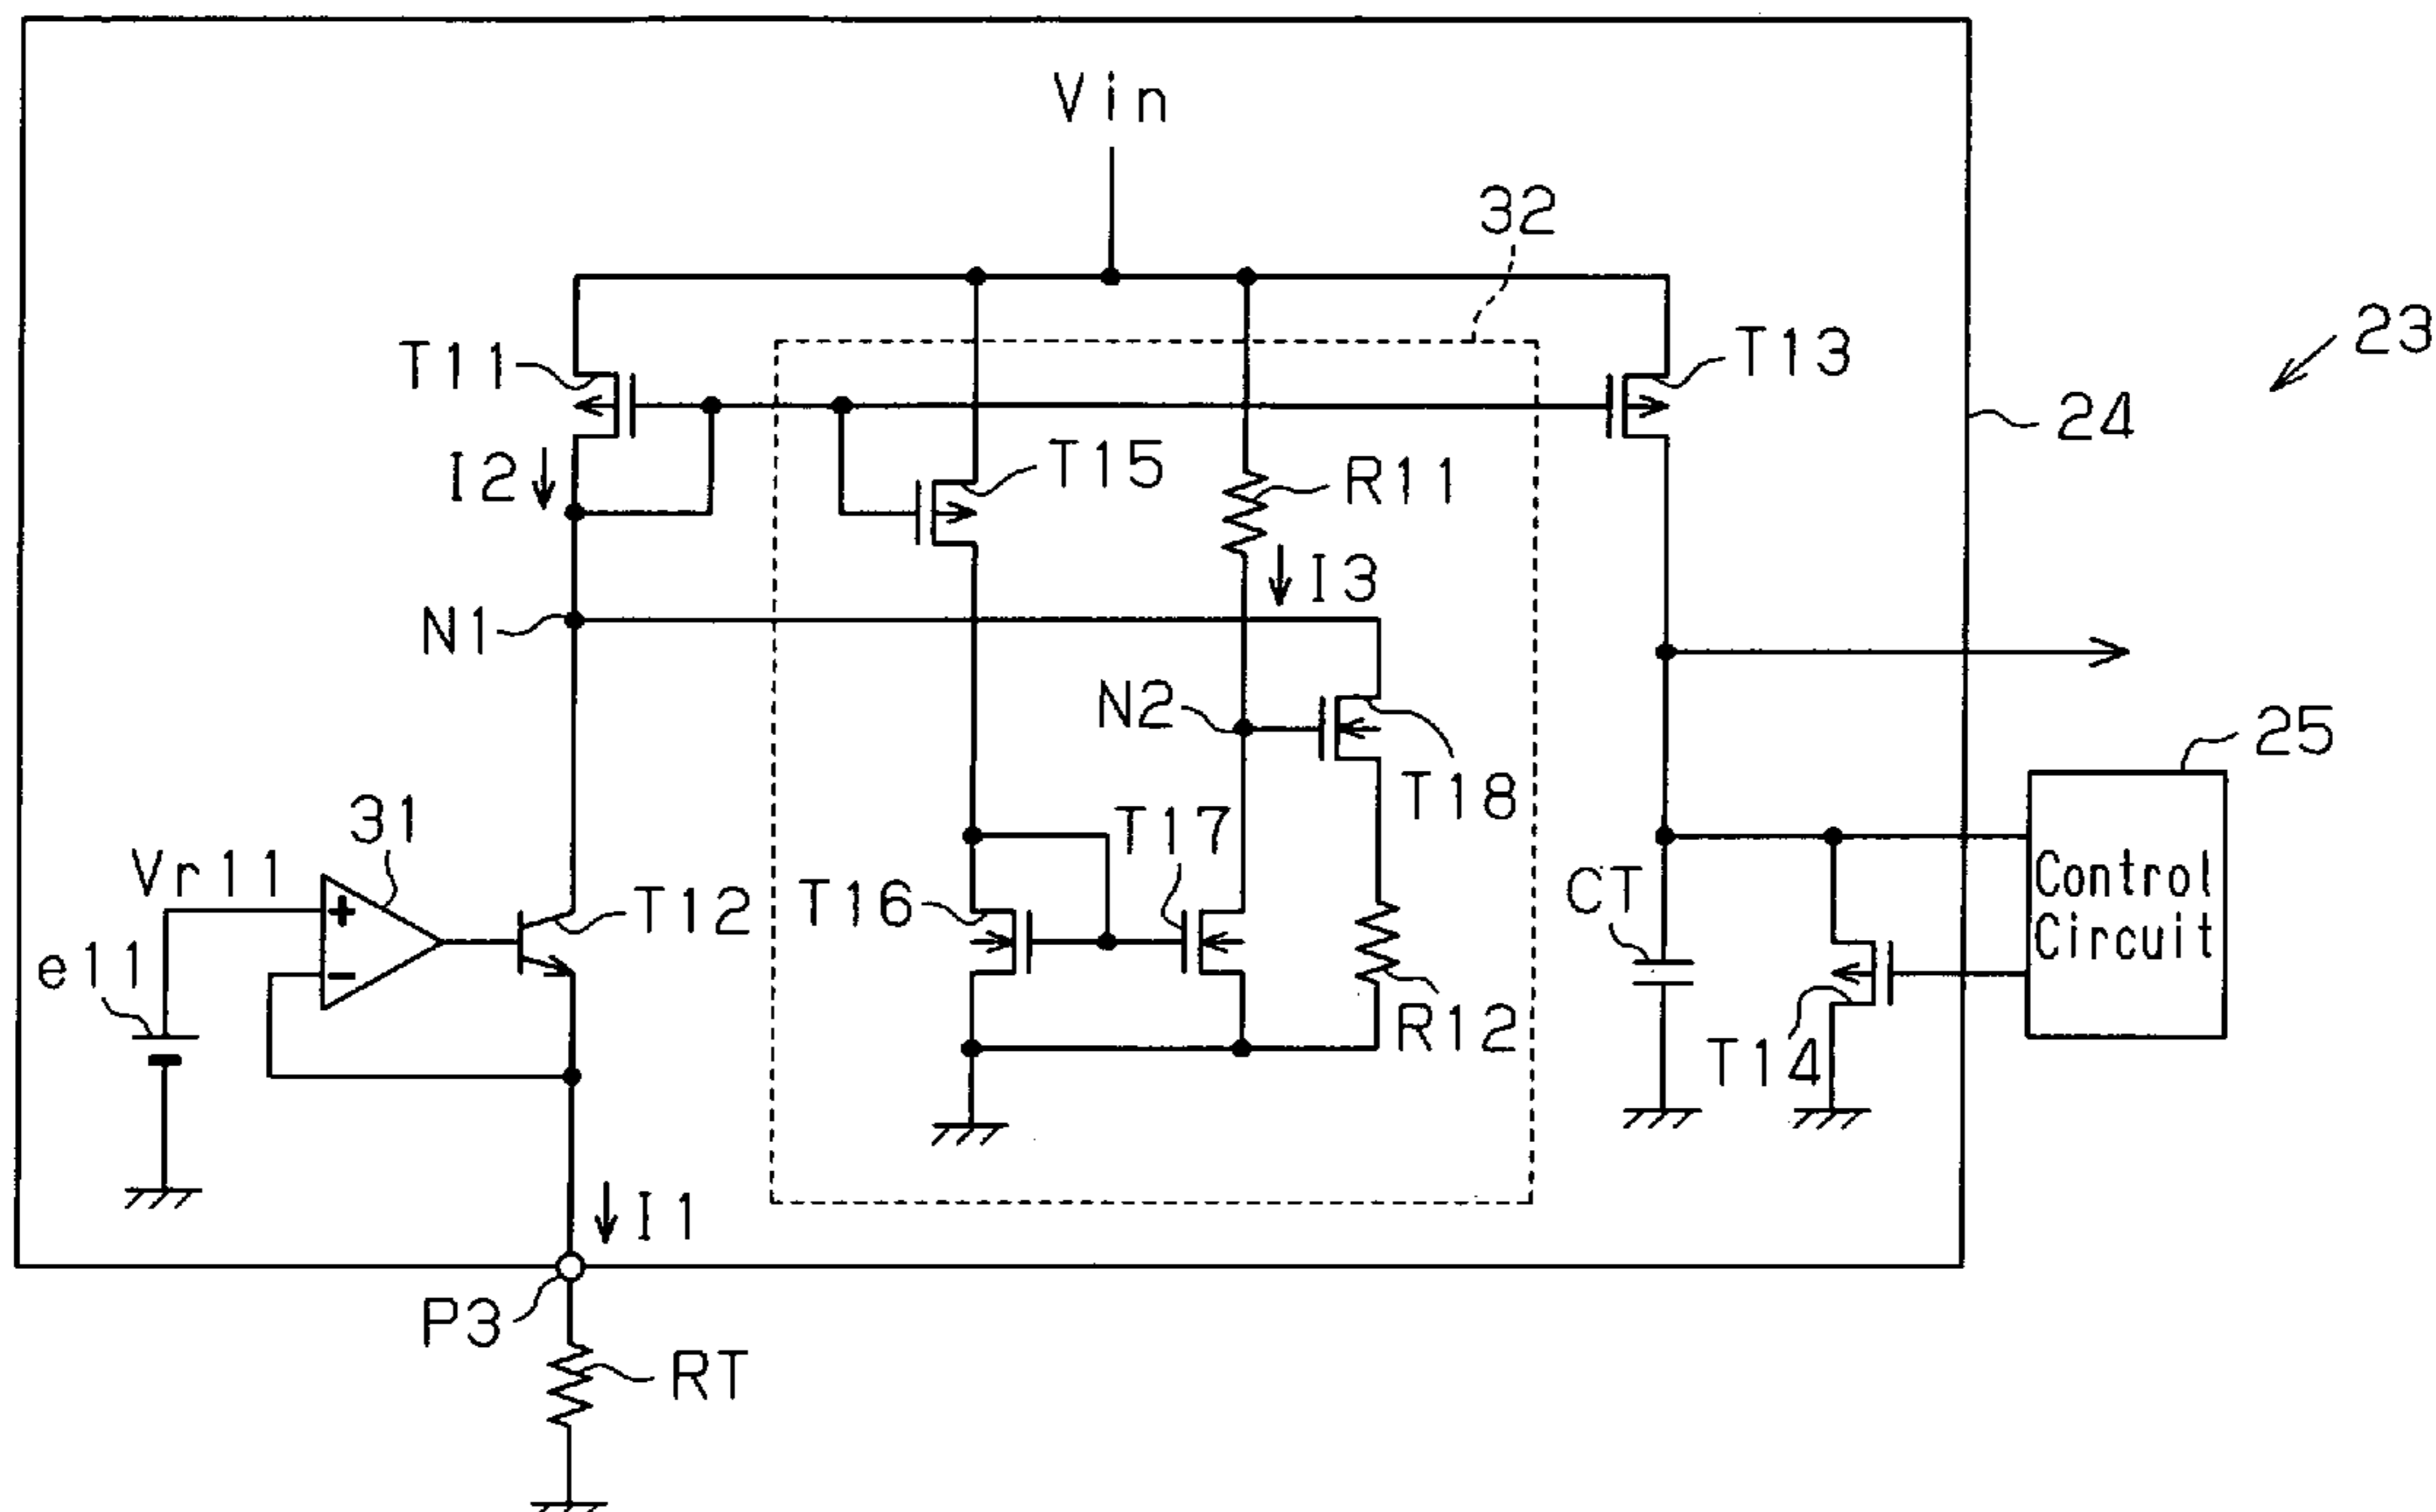 Vin
32
23
T11
T13
24
I2
T15
R11
I3
N1
N2
25
T18
31
T17
Vr11
T12
T16
CT
Control
Circuit
e11
R12
T14
I1
P3
RT
+
−